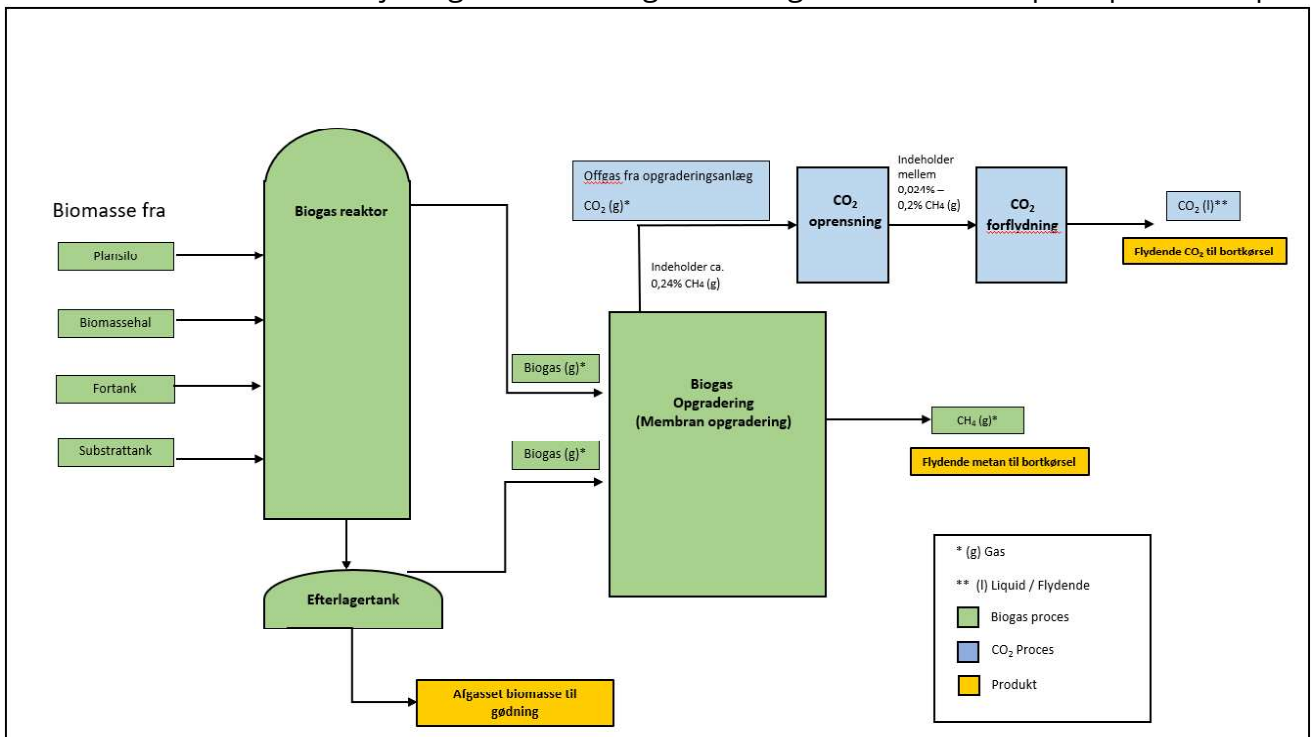 Biomasse fra
Plansilo
Biomassehal
Fortank
Substrattank
Biogas reaktor
Efterlagertank
Afgasset biomasse til
gødning
Biogas (g)*
Biogas (g)*
Biogas
Opgradering
(Membran opgradering)
Offgas fra opgraderingsanlæg
CO₂ (g)*
Indeholder ca.
0,24% CH4 (g)
CO₂
oprensning
Indeholder
mellem
0,024% –
0,2% CH4 (g)
CO₂
forflydning
CO₂ (l)**
Flydende CO₂ til bortkørsel
CH₄ (g)*
Flydende metan til bortkørsel
* (g) Gas
** (l) Liquid / Flydende
Biogas proces
CO₂ Proces
Produkt